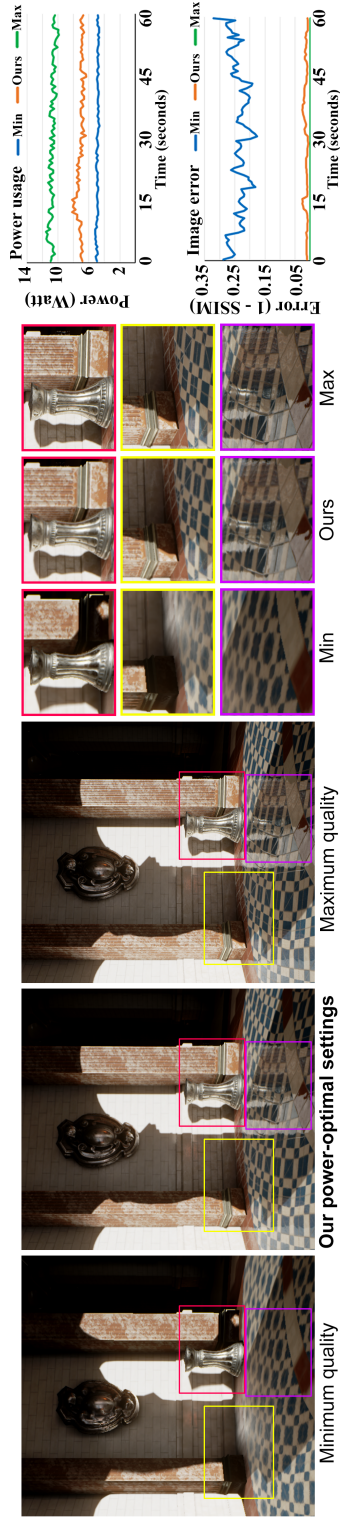 Minimum quality
Our power-optimal settings
Maximum quality
Min
Ours
Max
Power usage
Min
Ours
Max
Power (Watt)
14
10
6
2
0
15
30
45
60
Time (seconds)
Image error
Min
Ours
Max
Error (1 - SSIM)
0.35
0.25
0.15
0.05
0
15
30
45
60
Time (seconds)